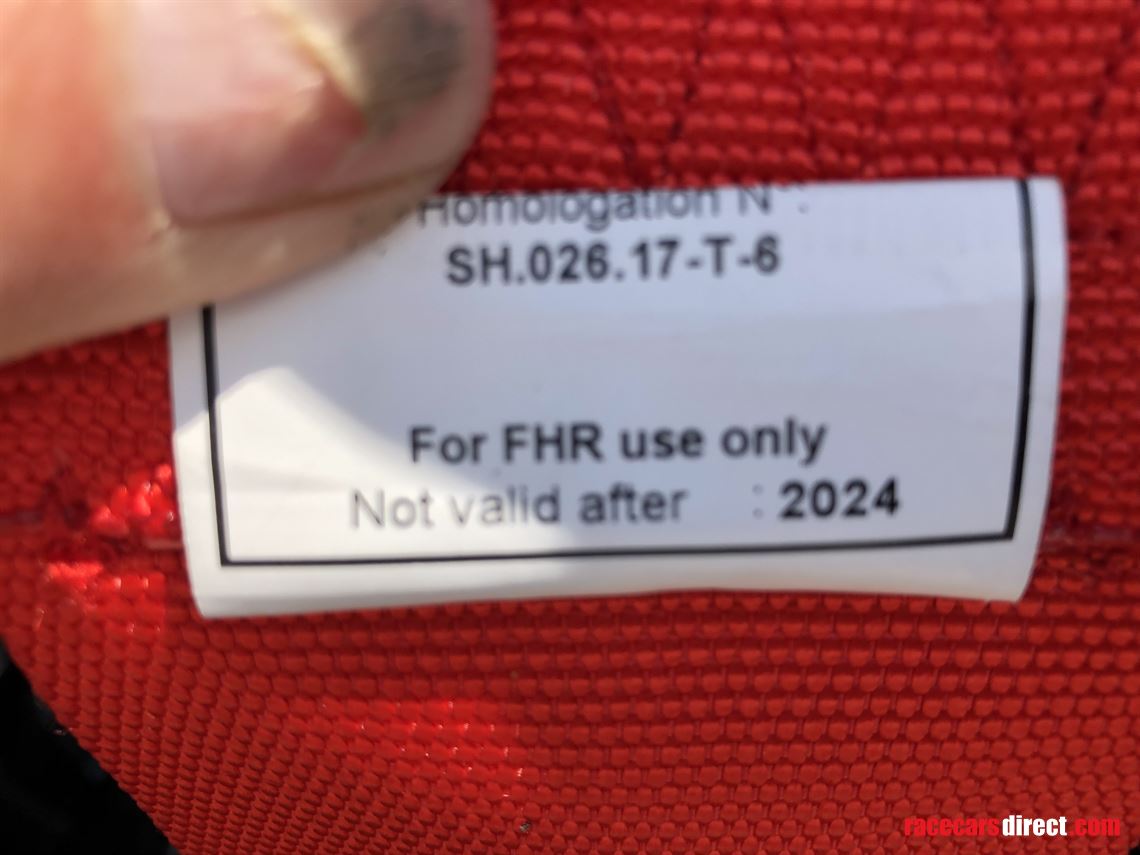 Homologation N°:
SH.026.17-T-6
For FHR use only
Not valid after : 2024
racecarsdirect.com